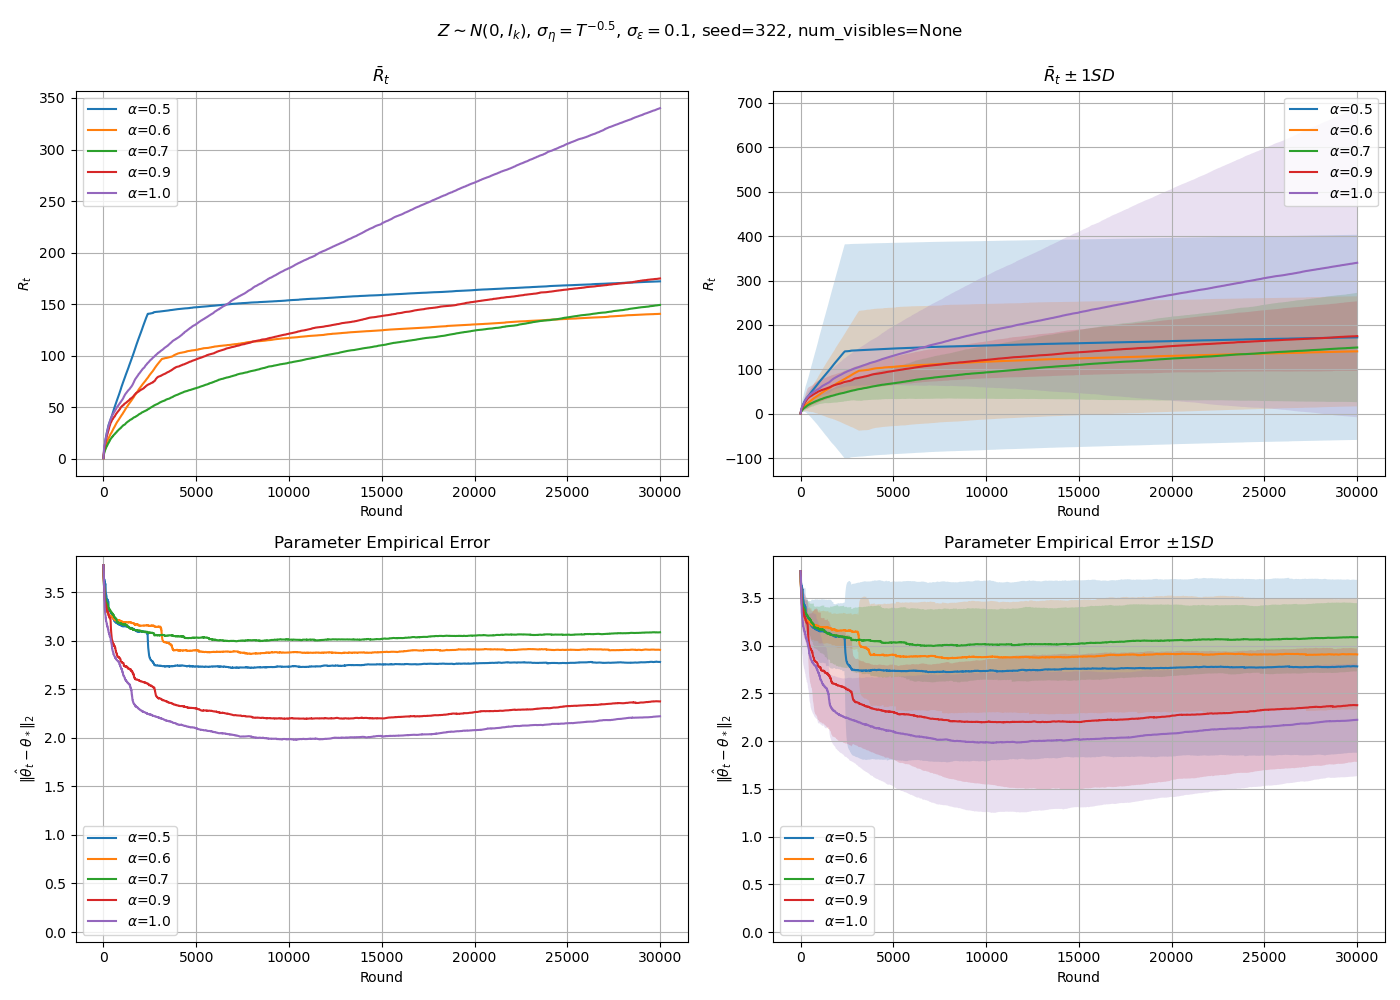 Z ~ N(0, I_k), σ_η = T^{−0.5}, σ_ε = 0.1, seed=322, num_visibles=None
R̄_t
R_t
350
300
250
200
150
100
50
0
α=0.5
α=0.6
α=0.7
α=0.9
α=1.0
0 5000 10000 15000 20000 25000 30000
Round
R̄_t ± 1SD
R_t
700
600
500
400
300
200
100
0
−100
α=0.5
α=0.6
α=0.7
α=0.9
α=1.0
0 5000 10000 15000 20000 25000 30000
Round
Parameter Empirical Error
‖θ̂_t − θ_*‖_2
3.5
3.0
2.5
2.0
1.5
1.0
0.5
0.0
α=0.5
α=0.6
α=0.7
α=0.9
α=1.0
0 5000 10000 15000 20000 25000 30000
Round
Parameter Empirical Error ±1SD
‖θ̂_t − θ_*‖_2
3.5
3.0
2.5
2.0
1.5
1.0
0.5
0.0
α=0.5
α=0.6
α=0.7
α=0.9
α=1.0
0 5000 10000 15000 20000 25000 30000
Round